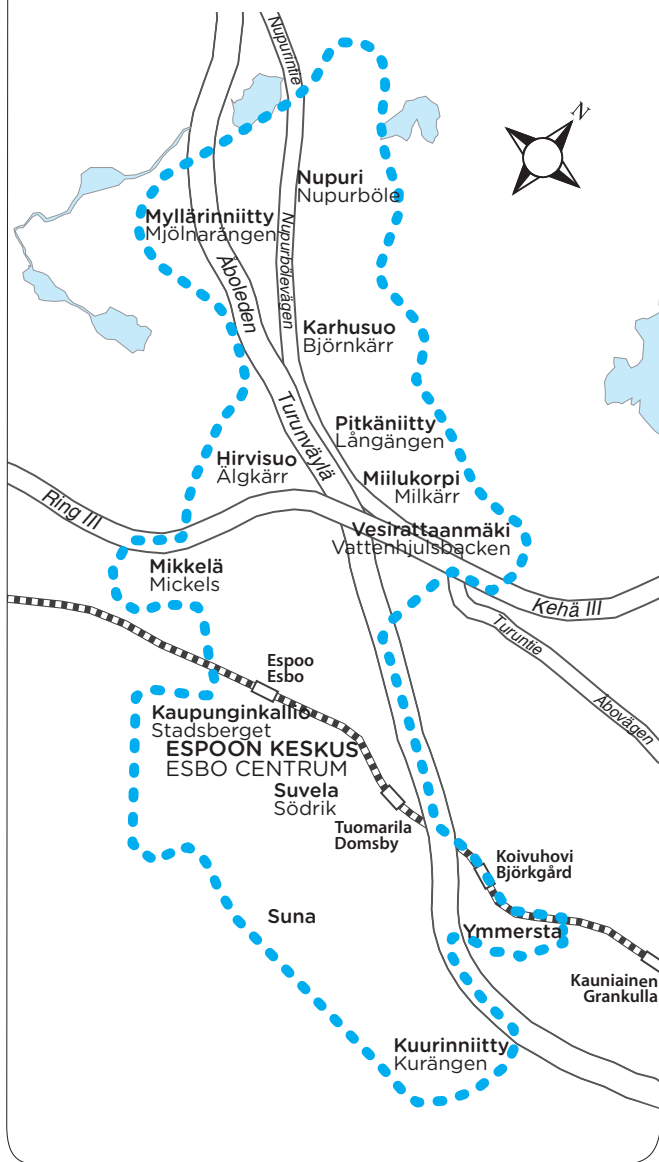 Nupurintie
N
Nupuri
Nupurböle
Myllärinniitty
Mjölnarängen
Nupurbölevägen
Åboleden
Karhusuo
Björnkärr
Turunväylä
Pitkäniitty
Långängen
Hirvisuo
Älgkärr
Miilukorpi
Milkärr
Ring III
Vesirattaanmäki
Vattenhjulsbacken
Mikkelä
Mickels
Kehä III
Turuntie
Åbovägen
Espoo
Esbo
Kaupunginkallio
Stadsberget
ESPOON KESKUS
ESBO CENTRUM
Suvela
Södrik
Tuomarila
Domsby
Koivuhovi
Björkgård
Suna
Ymmersta
Kauniainen
Grankulla
Kuurinniitty
Kurängen